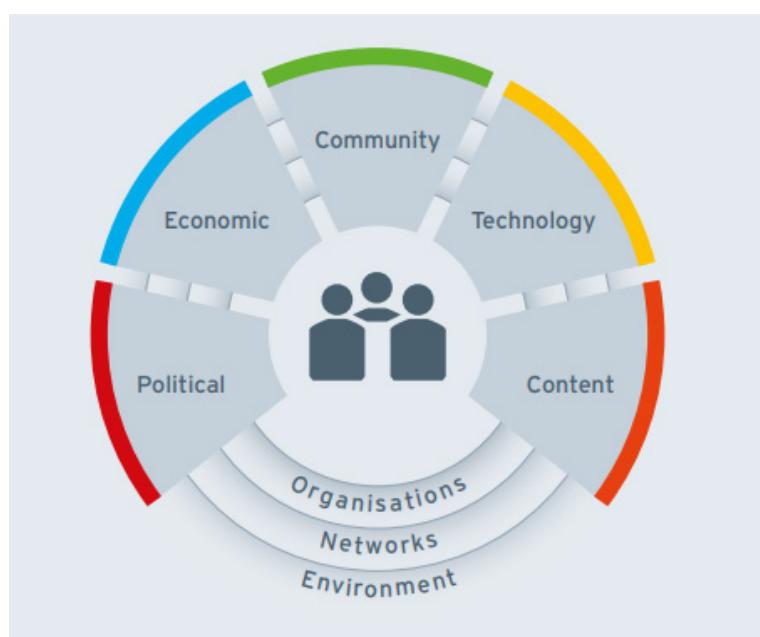 Community
Economic
Technology
Political
Content
Organisations
Networks
Environment